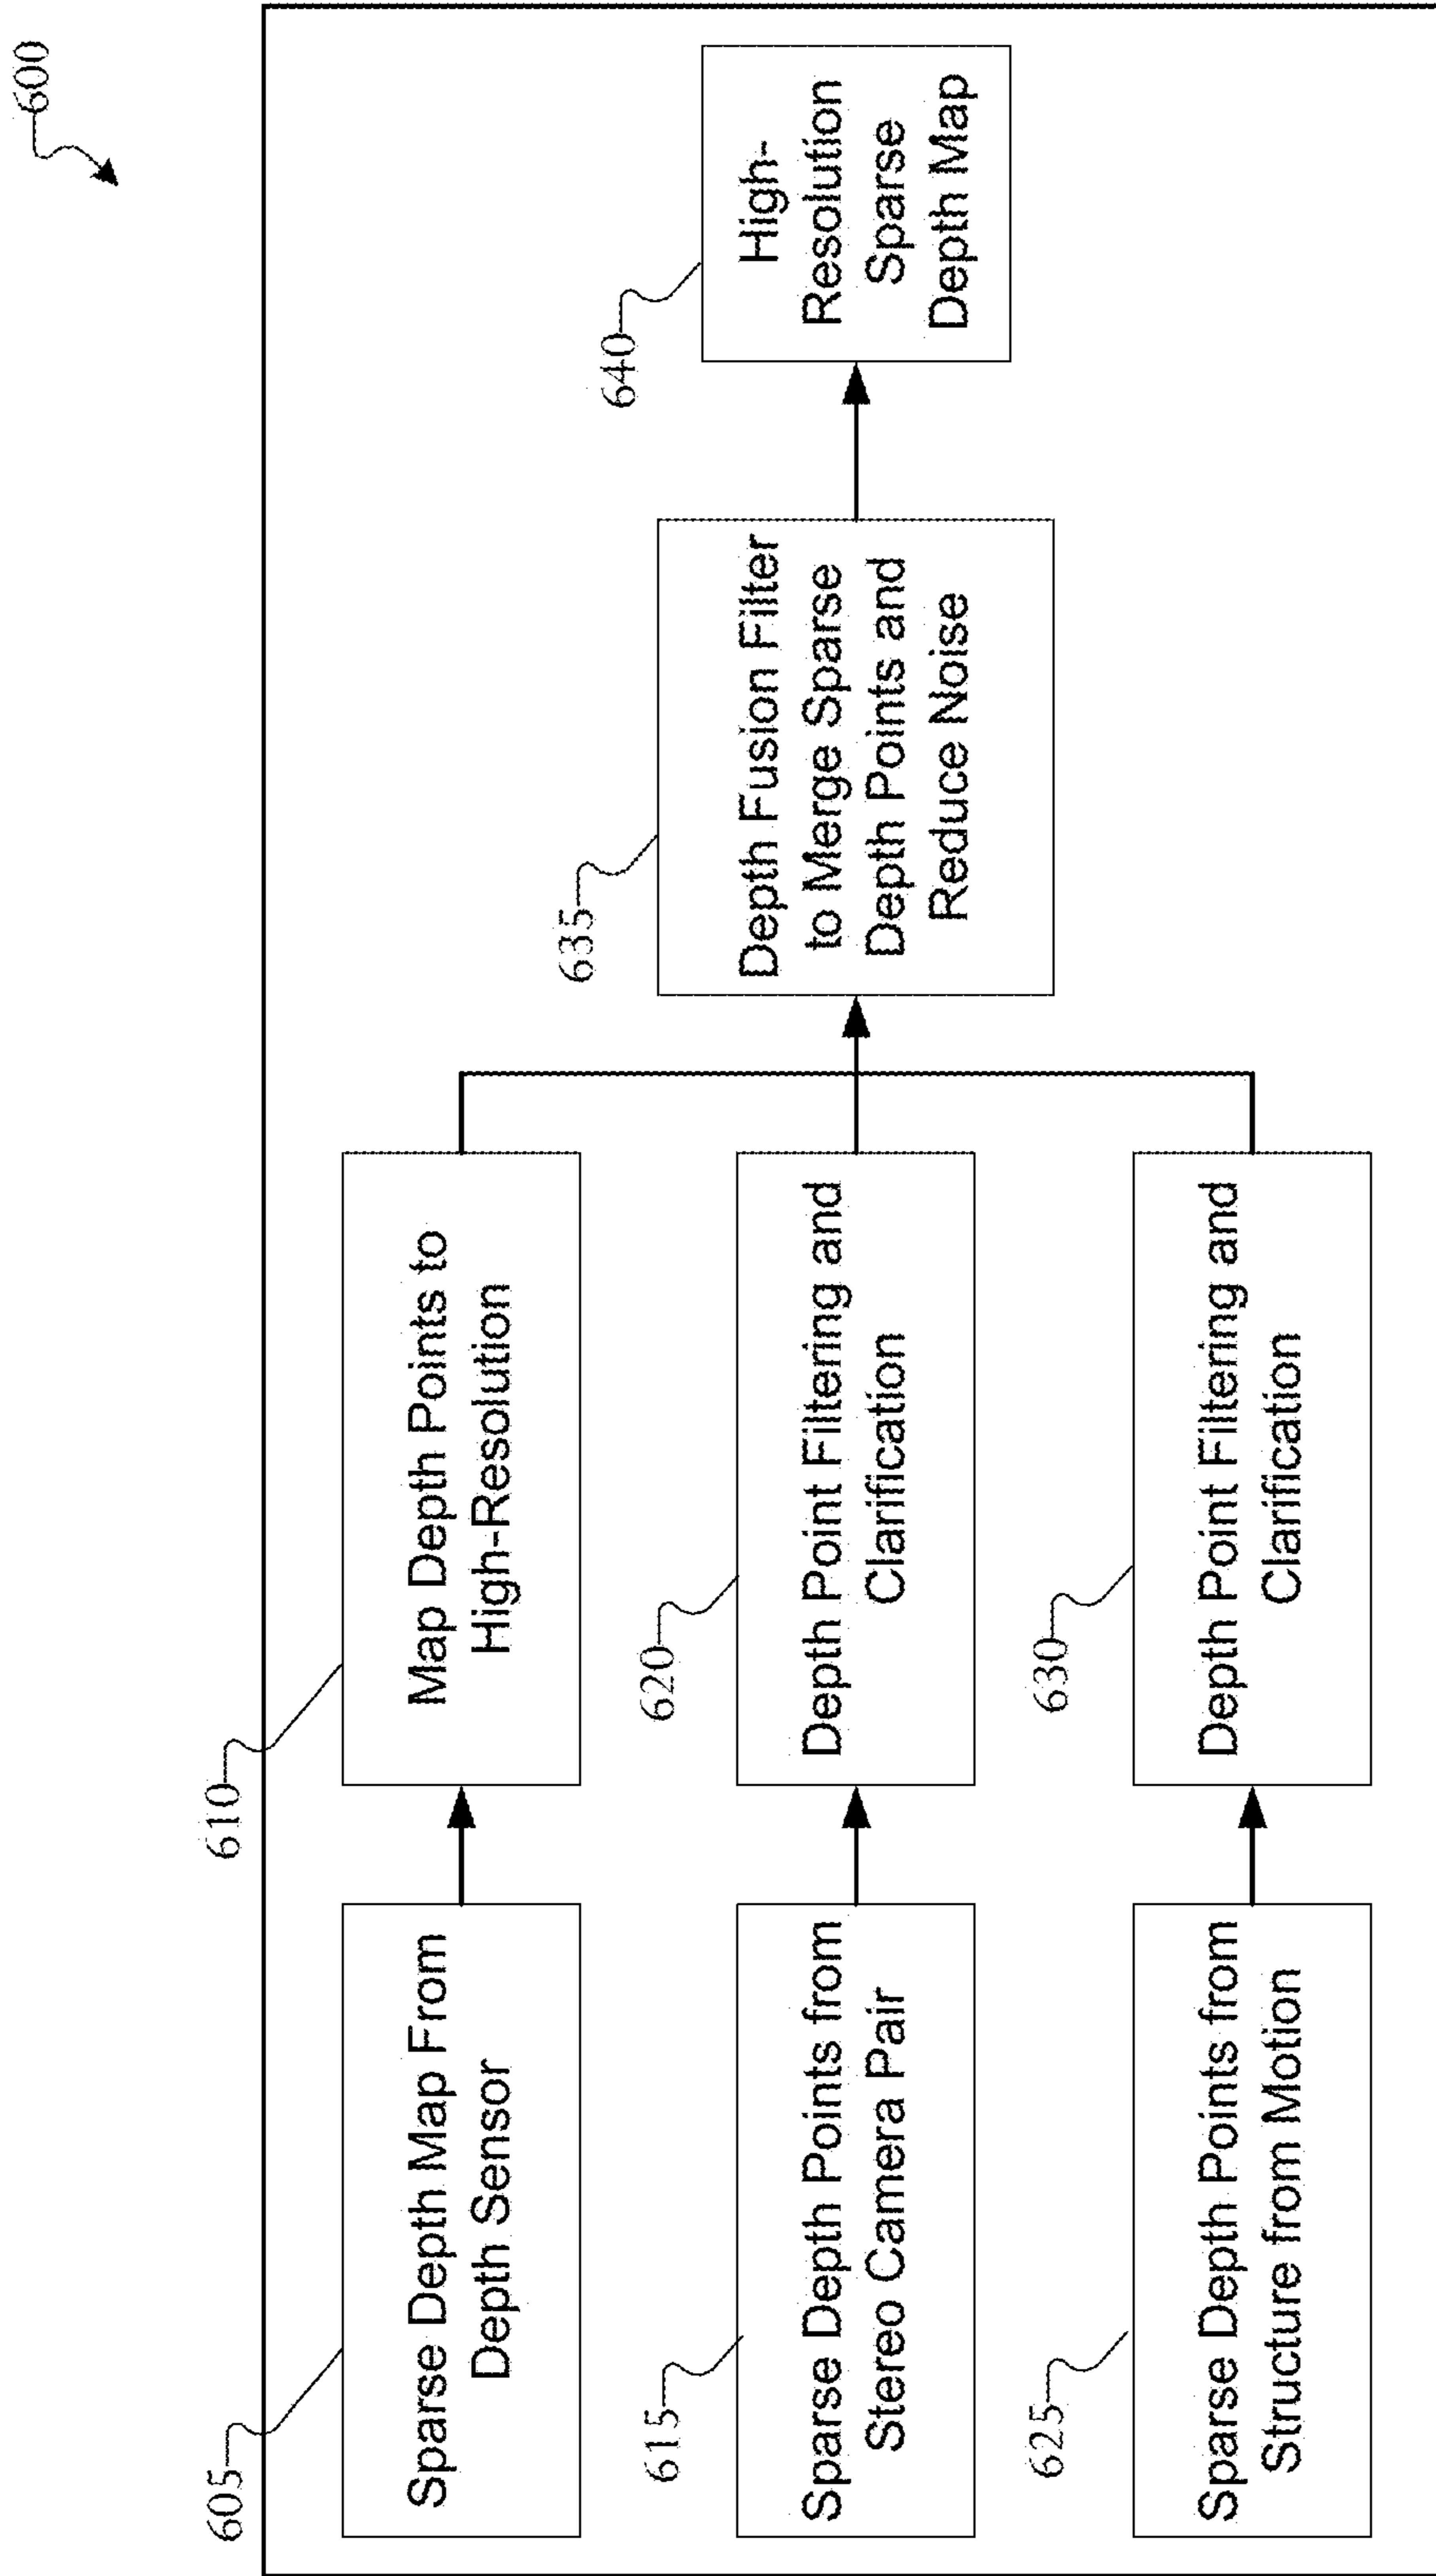 600
605
Sparse Depth Map From
Depth Sensor
610
Map Depth Points to
High-Resolution
615
Sparse Depth Points from
Stereo Camera Pair
620
Depth Point Filtering and
Clarification
625
Sparse Depth Points from
Structure from Motion
630
Depth Point Filtering and
Clarification
635
Depth Fusion Filter
to Merge Sparse
Depth Points and
Reduce Noise
640
High-
Resolution
Sparse
Depth Map